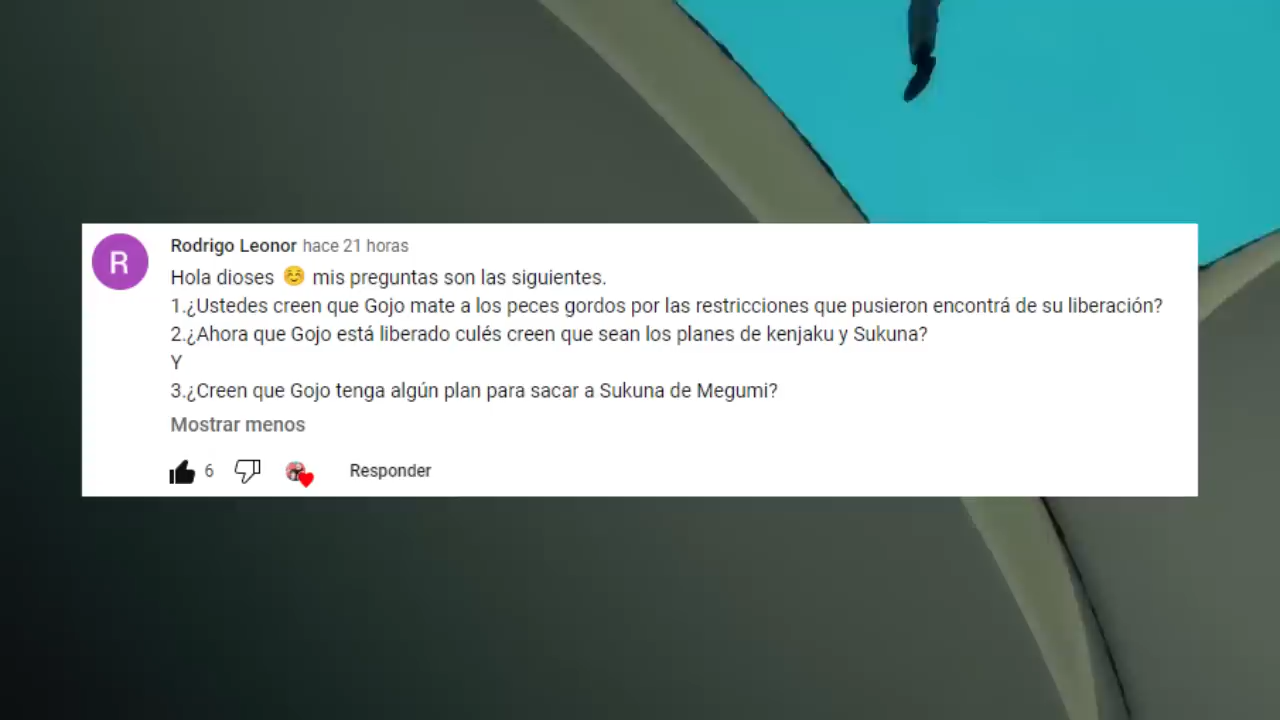 R
Rodrigo Leonor hace 21 horas
Hola dioses ☺️ mis preguntas son las siguientes.
1.¿Ustedes creen que Gojo mate a los peces gordos por las restricciones que pusieron encontrá de su liberación?
2.¿Ahora que Gojo está liberado culés creen que sean los planes de kenjaku y Sukuna?
Y
3.¿Creen que Gojo tenga algún plan para sacar a Sukuna de Megumi?
Mostrar menos
6 Responder